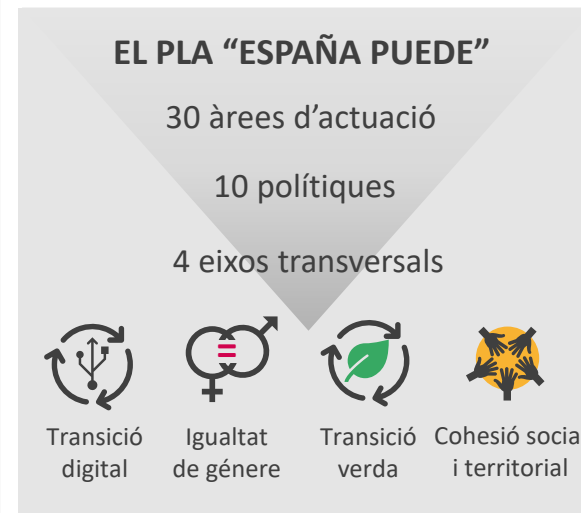 EL PLA “ESPAÑA PUEDE”
30 àrees d’actuació
10 polítiques
4 eixos transversals
Transició
digital
Igualtat
de génere
Transició
verda
Cohesió socia
i territorial